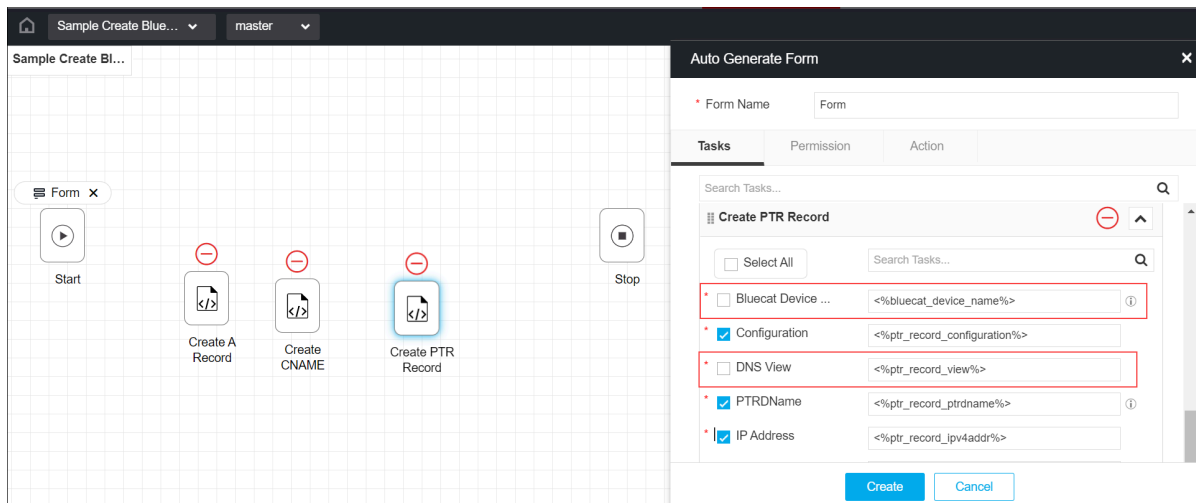 Sample Create Blue...
master
Sample Create Bl...
Form
Start
Create A
Record
Create
CNAME
Create PTR
Record
Stop
Auto Generate Form
* Form Name
Form
Tasks
Permission
Action
Search Tasks...
Create PTR Record
Select All
Search Tasks...
* Bluecat Device ...
<%bluecat_device_name%>
* Configuration
<%ptr_record_configuration%>
* DNS View
<%ptr_record_view%>
* PTRDName
<%ptr_record_ptrdname%>
* IP Address
<%ptr_record_ipv4addr%>
Create
Cancel